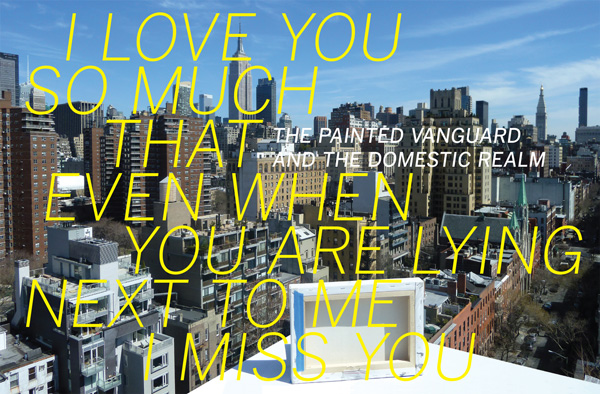 I LOVE YOU
SO MUCH
THAT
THE PAINTED VANGUARD
AND THE DOMESTIC REALM
EVEN WHEN
YOU ARE LYING
NEXT TO ME
I MISS YOU